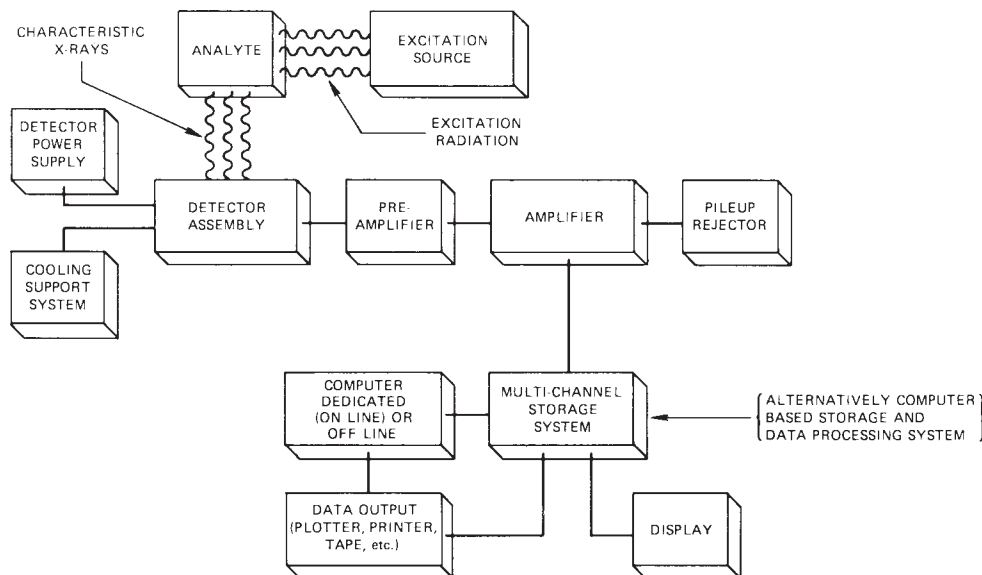 CHARACTERISTIC
X-RAYS
ANALYTE
EXCITATION
SOURCE
EXCITATION
RADIATION
DETECTOR
POWER
SUPPLY
DETECTOR
ASSEMBLY
PRE-
AMPLIFIER
AMPLIFIER
PILEUP
REJECTOR
COOLING
SUPPORT
SYSTEM
COMPUTER
DEDICATED
(ON LINE) OR
OFF LINE
MULTI-CHANNEL
STORAGE
SYSTEM
ALTERNATIVELY COMPUTER
BASED STORAGE AND
DATA PROCESSING SYSTEM
DATA OUTPUT
(PLOTTER, PRINTER,
TAPE, etc.)
DISPLAY